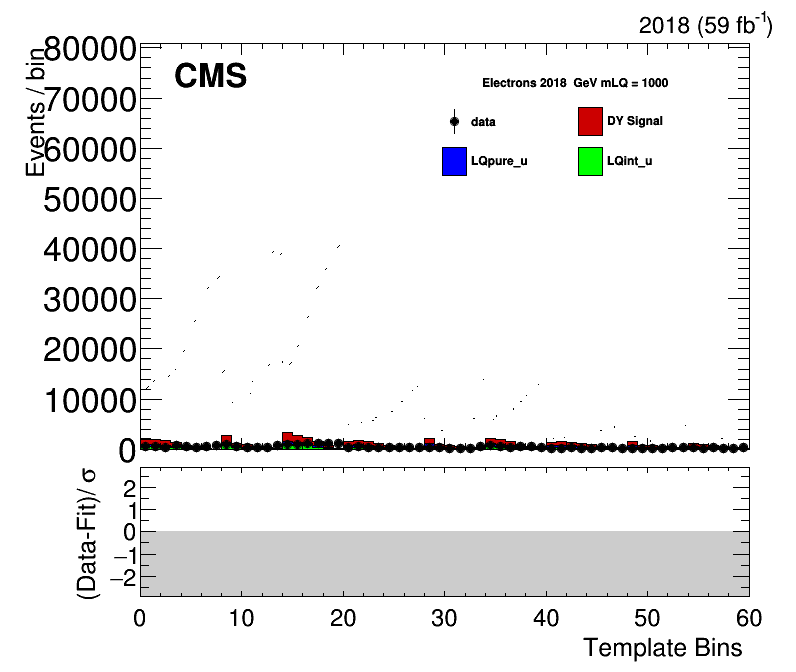 2018 (59 fb-1)
CMS
Electrons 2018 GeV mLQ = 1000
data
DY Signal
LQpure_u
LQint_u
Events / bin
80000
70000
60000
50000
40000
30000
20000
10000
0
(Data-Fit)/ σ
2
1
0
−1
−2
0 10 20 30 40 50 60
Template Bins